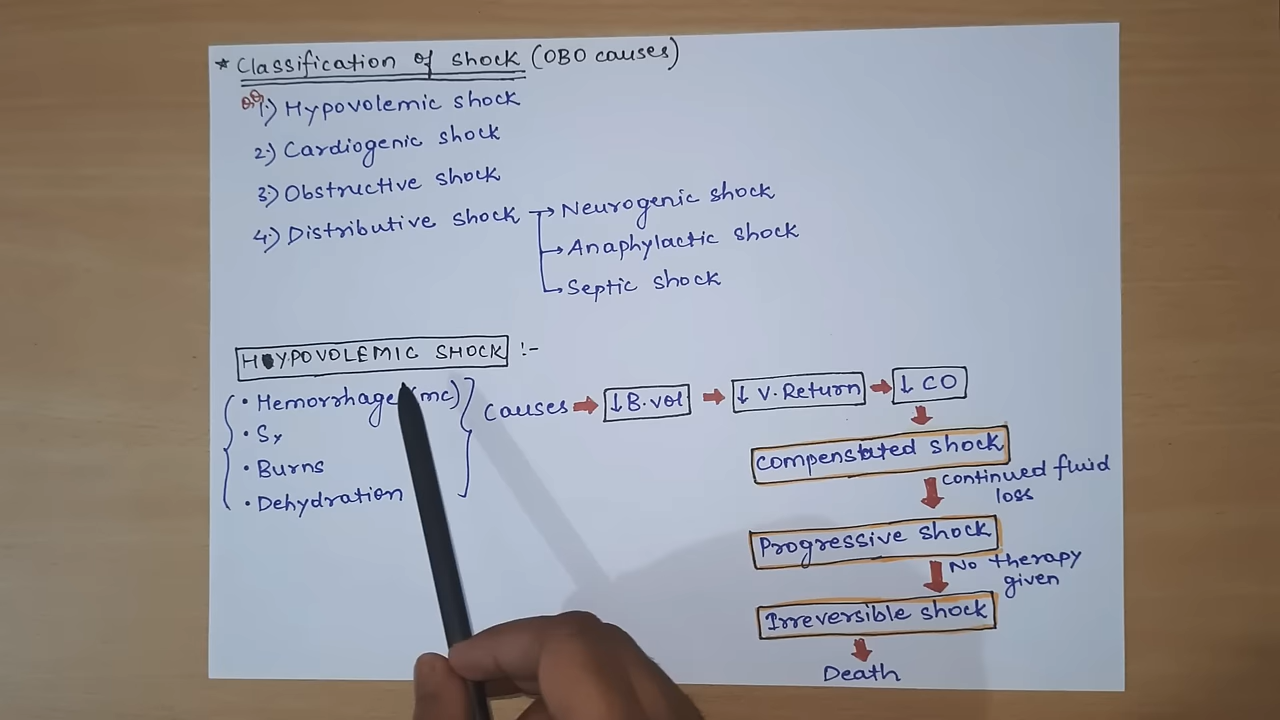 * Classification of shock (OBO causes)
1.) Hypovolemic shock
2.) Cardiogenic shock
3.) Obstructive shock
4.) Distributive shock → Neurogenic shock
→ Anaphylactic shock
→ Septic shock
HYPOVOLEMIC SHOCK :-
• Hemorrhage (mc)
• Sx
• Burns
• Dehydration
Causes → ↓B.vol → ↓ V.Return → ↓ CO
Compensated shock
continued fluid
loss
Progressive shock
No therapy
given
Irreversible shock
Death